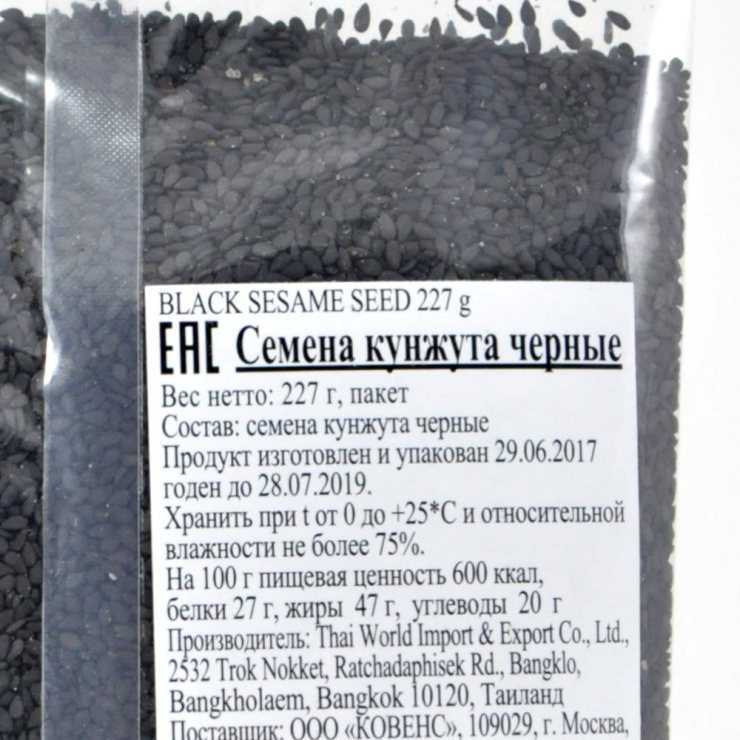 BLACK SESAME SEED 227 g
EAC Семена кунжута черные
Вес нетто: 227 г, пакет
Состав: семена кунжута черные
Продукт изготовлен и упакован 29.06.2017
годен до 28.07.2019.
Хранить при t от 0 до +25*C и относительной
влажности не более 75%.
На 100 г пищевая ценность 600 ккал,
белки 27 г, жиры 47 г, углеводы 20 г
Производитель: Thai World Import & Export Co., Ltd.,
2532 Trok Nokket, Ratchadaphisek Rd., Bangklo,
Bangkholaem, Bangkok 10120, Таиланд
Поставщик: ООО «КОВЕНС», 109029, г. Москва,